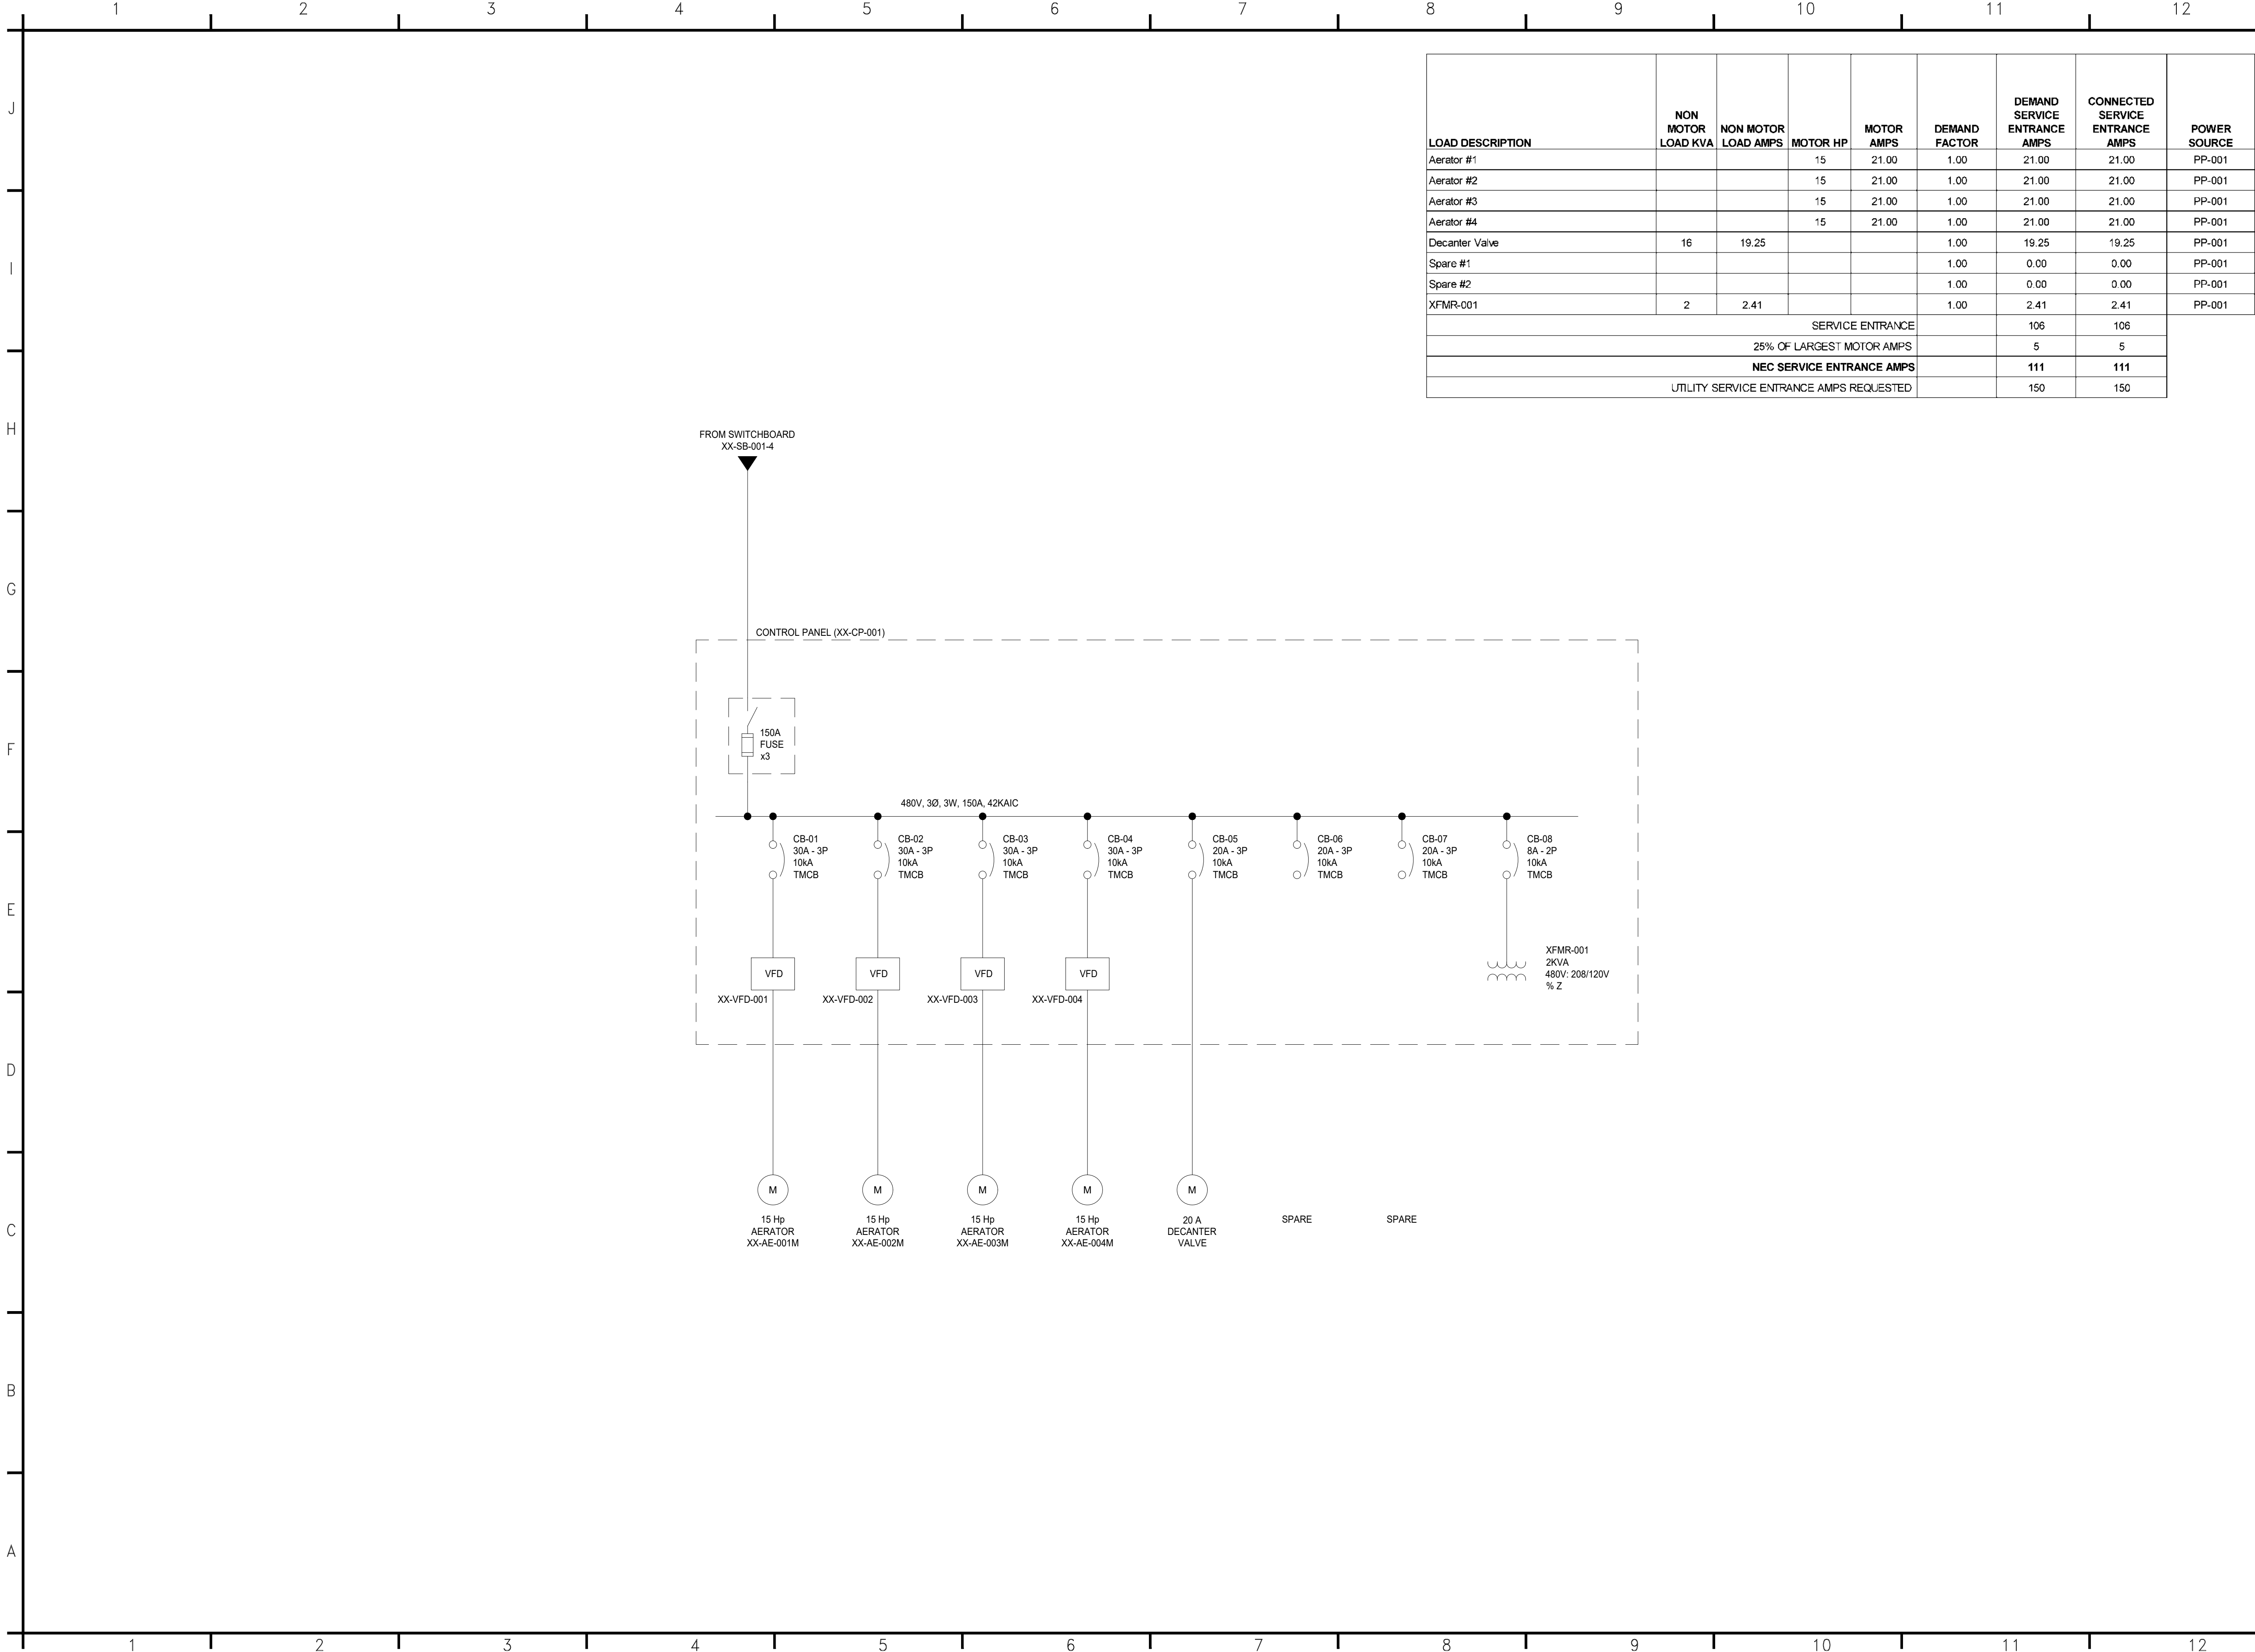 1 2 3 4 5 6 7 8 9 10 11 12
J
I
H
G
F
E
D
C
B
A
LOAD DESCRIPTION NON MOTOR LOAD KVA NON MOTOR LOAD AMPS MOTOR HP MOTOR AMPS DEMAND FACTOR DEMAND SERVICE ENTRANCE AMPS CONNECTED SERVICE ENTRANCE AMPS POWER SOURCE
Aerator #1 15 21.00 1.00 21.00 21.00 PP-001
Aerator #2 15 21.00 1.00 21.00 21.00 PP-001
Aerator #3 15 21.00 1.00 21.00 21.00 PP-001
Aerator #4 15 21.00 1.00 21.00 21.00 PP-001
Decanter Valve 16 19.25 1.00 19.25 19.25 PP-001
Spare #1 1.00 0.00 0.00 PP-001
Spare #2 1.00 0.00 0.00 PP-001
XFMR-001 2 2.41 1.00 2.41 2.41 PP-001
SERVICE ENTRANCE 106 106
25% OF LARGEST MOTOR AMPS 5 5
NEC SERVICE ENTRANCE AMPS 111 111
UTILITY SERVICE ENTRANCE AMPS REQUESTED 150 150
FROM SWITCHBOARD
XX-SB-001-4
CONTROL PANEL (XX-CP-001)
150A
FUSE
x3
480V, 3Ø, 3W, 150A, 42KAIC
CB-01
30A - 3P
10kA
TMCB
CB-02
30A - 3P
10kA
TMCB
CB-03
30A - 3P
10kA
TMCB
CB-04
30A - 3P
10kA
TMCB
CB-05
20A - 3P
10kA
TMCB
CB-06
20A - 3P
10kA
TMCB
CB-07
20A - 3P
10kA
TMCB
CB-08
8A - 2P
10kA
TMCB
VFD
XX-VFD-001
VFD
XX-VFD-002
VFD
XX-VFD-003
VFD
XX-VFD-004
XFMR-001
2KVA
480V: 208/120V
% Z
M
15 Hp
AERATOR
XX-AE-001M
M
15 Hp
AERATOR
XX-AE-002M
M
15 Hp
AERATOR
XX-AE-003M
M
15 Hp
AERATOR
XX-AE-004M
M
20 A
DECANTER
VALVE
SPARE
SPARE
1 2 3 4 5 6 7 8 9 10 11 12